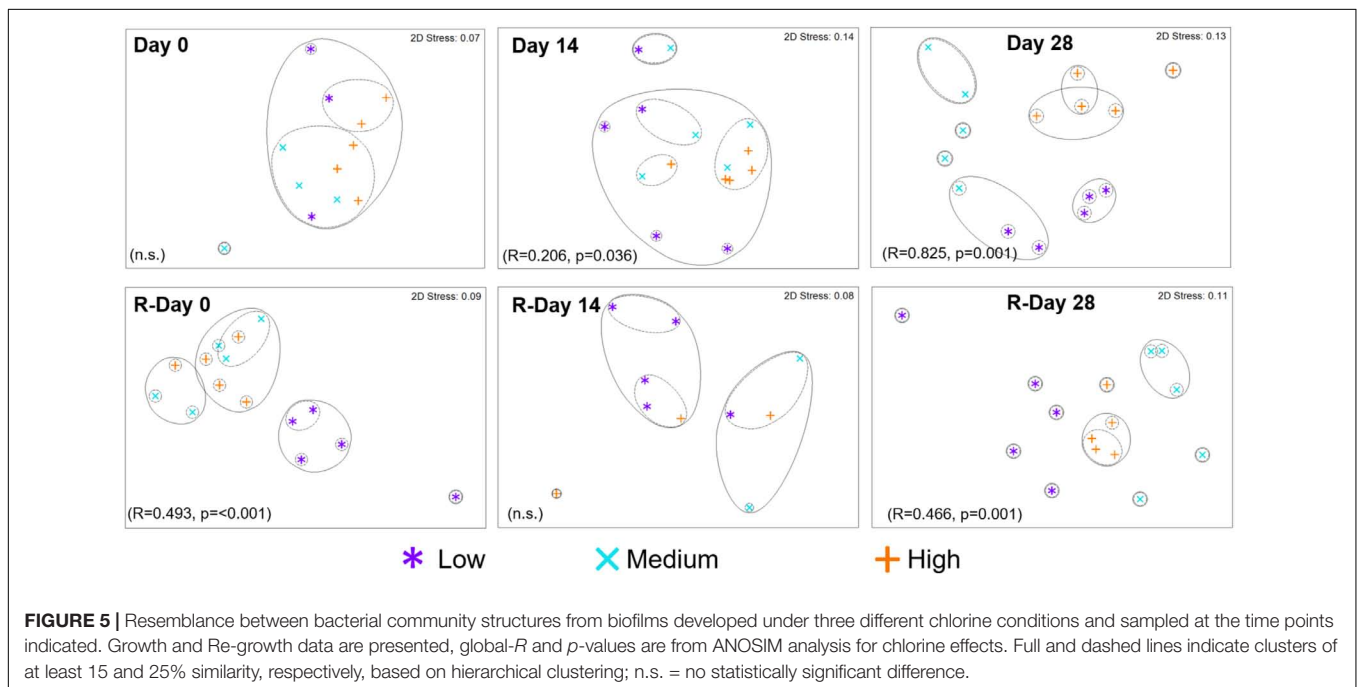 Day 0
2D Stress: 0.07
(n.s.)
Day 14
2D Stress: 0.14
(R=0.206, p=0.036)
Day 28
2D Stress: 0.13
(R=0.825, p=0.001)
R-Day 0
2D Stress: 0.09
(R=0.493, p=<0.001)
R-Day 14
2D Stress: 0.08
(n.s.)
R-Day 28
2D Stress: 0.11
(R=0.466, p=0.001)
Low Medium High
FIGURE 5 | Resemblance between bacterial community structures from biofilms developed under three different chlorine conditions and sampled at the time points
indicated. Growth and Re-growth data are presented, global-R and p-values are from ANOSIM analysis for chlorine effects. Full and dashed lines indicate clusters of
at least 15 and 25% similarity, respectively, based on hierarchical clustering; n.s. = no statistically significant difference.